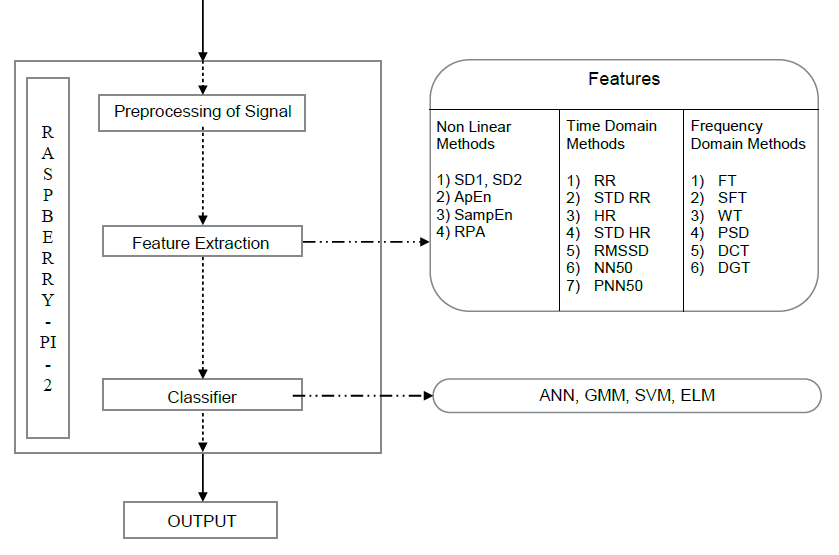 Preprocessing of Signal
R
A
S
P
B
E
R
R
Y
-
PI
-
2
Feature Extraction
Classifier
OUTPUT
Features
Non Linear
Methods
1) SD1, SD2
2) ApEn
3) SampEn
4) RPA
Time Domain
Methods
1) RR
2) STD RR
3) HR
4) STD HR
5) RMSSD
6) NN50
7) PNN50
Frequency
Domain Methods
1) FT
2) SFT
3) WT
4) PSD
5) DCT
6) DGT
ANN, GMM, SVM, ELM